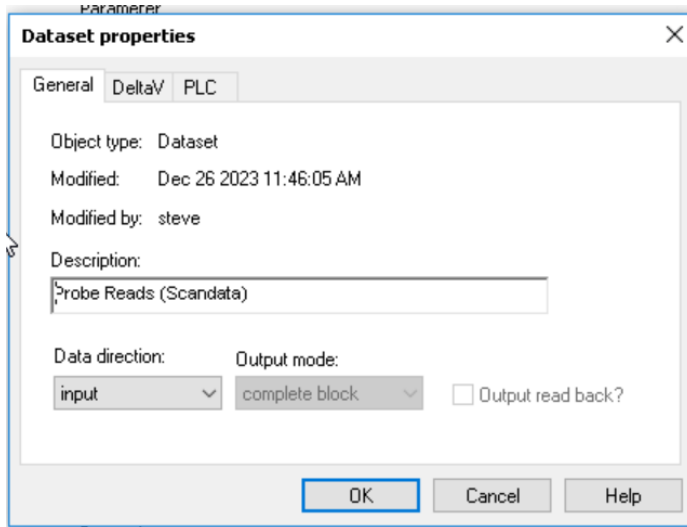 Parameter
Dataset properties
General DeltaV PLC
Object type: Dataset
Modified: Dec 26 2023 11:46:05 AM
Modified by: steve
Description:
Probe Reads (Scandata)
Data direction: Output mode:
input complete block Output read back?
OK Cancel Help